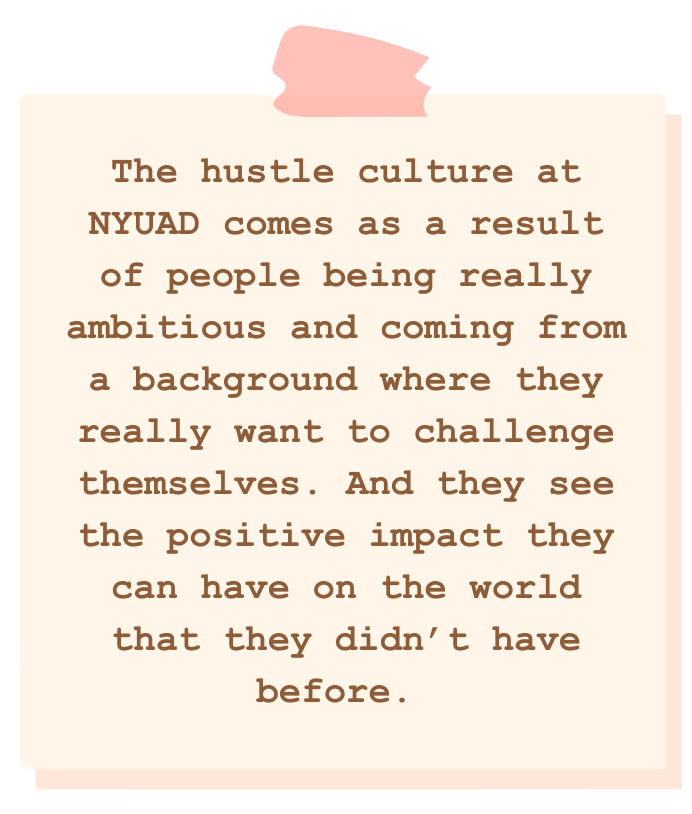 The hustle culture at
NYUAD comes as a result
of people being really
ambitious and coming from
a background where they
really want to challenge
themselves. And they see
the positive impact they
can have on the world
that they didn’t have
before.